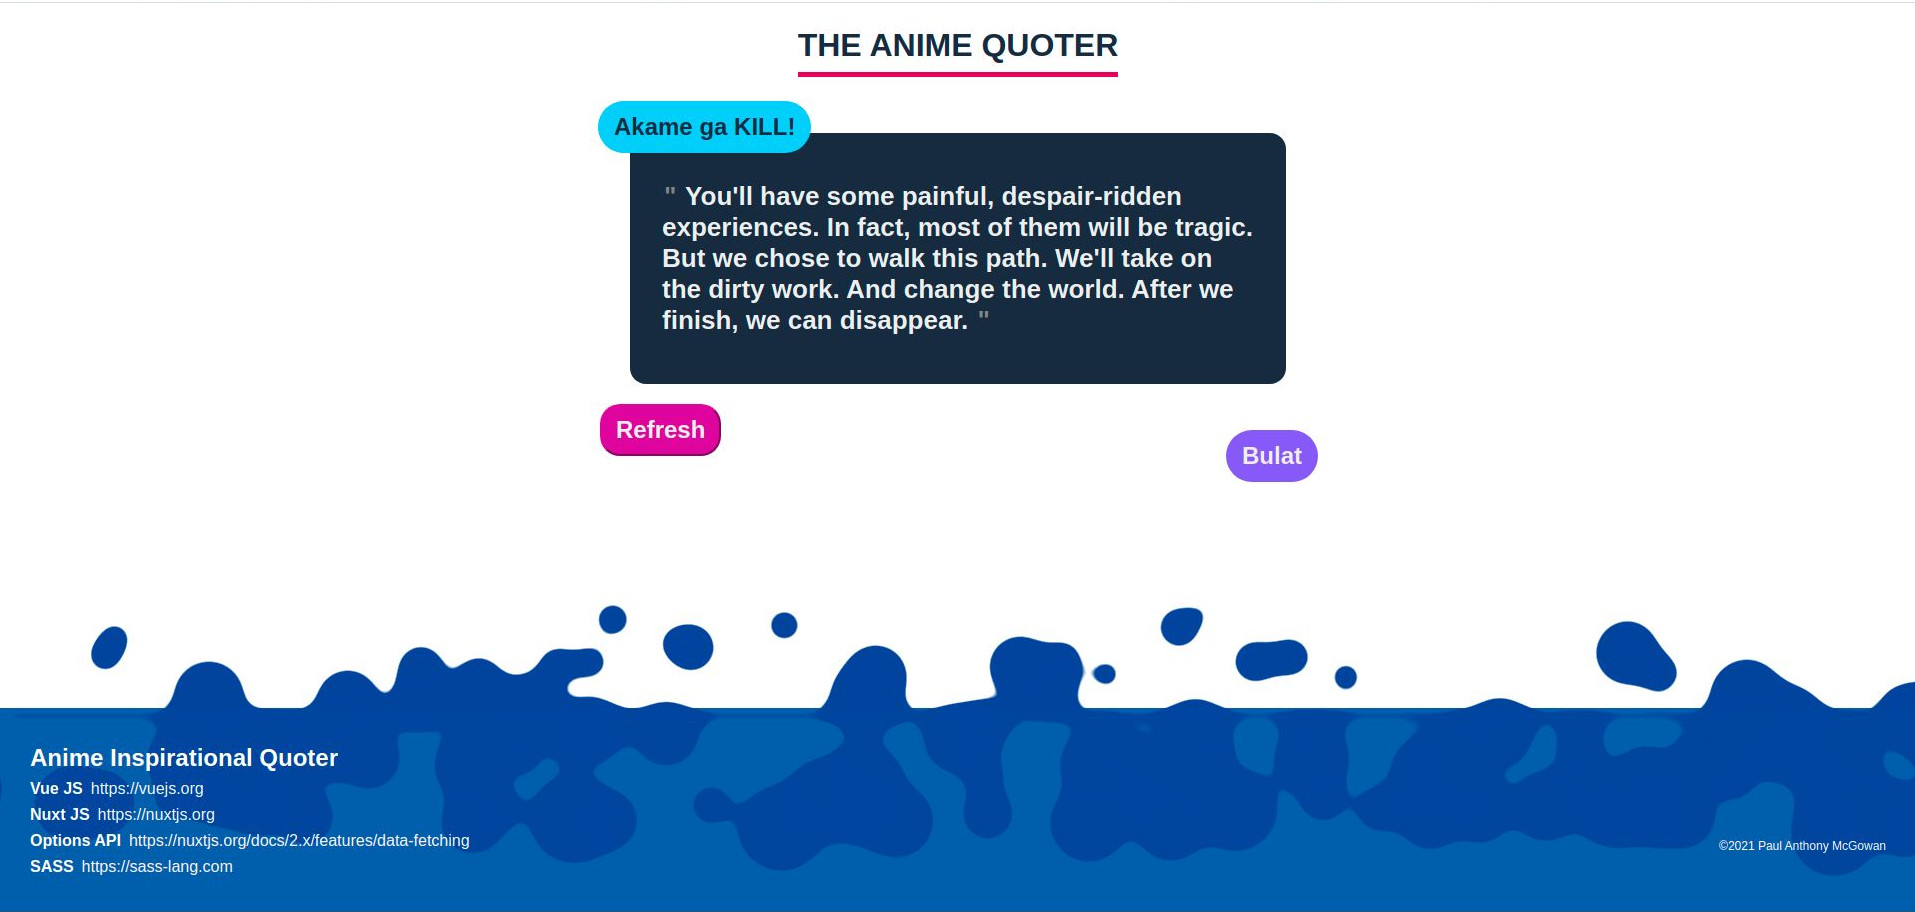 THE ANIME QUOTER
Akame ga KILL!
" You'll have some painful, despair-ridden
experiences. In fact, most of them will be tragic.
But we chose to walk this path. We'll take on
the dirty work. And change the world. After we
finish, we can disappear. "
Refresh
Bulat
Anime Inspirational Quoter
Vue JS https://vuejs.org
Nuxt JS https://nuxtjs.org
Options API https://nuxtjs.org/docs/2.x/features/data-fetching
SASS https://sass-lang.com
©2021 Paul Anthony McGowan